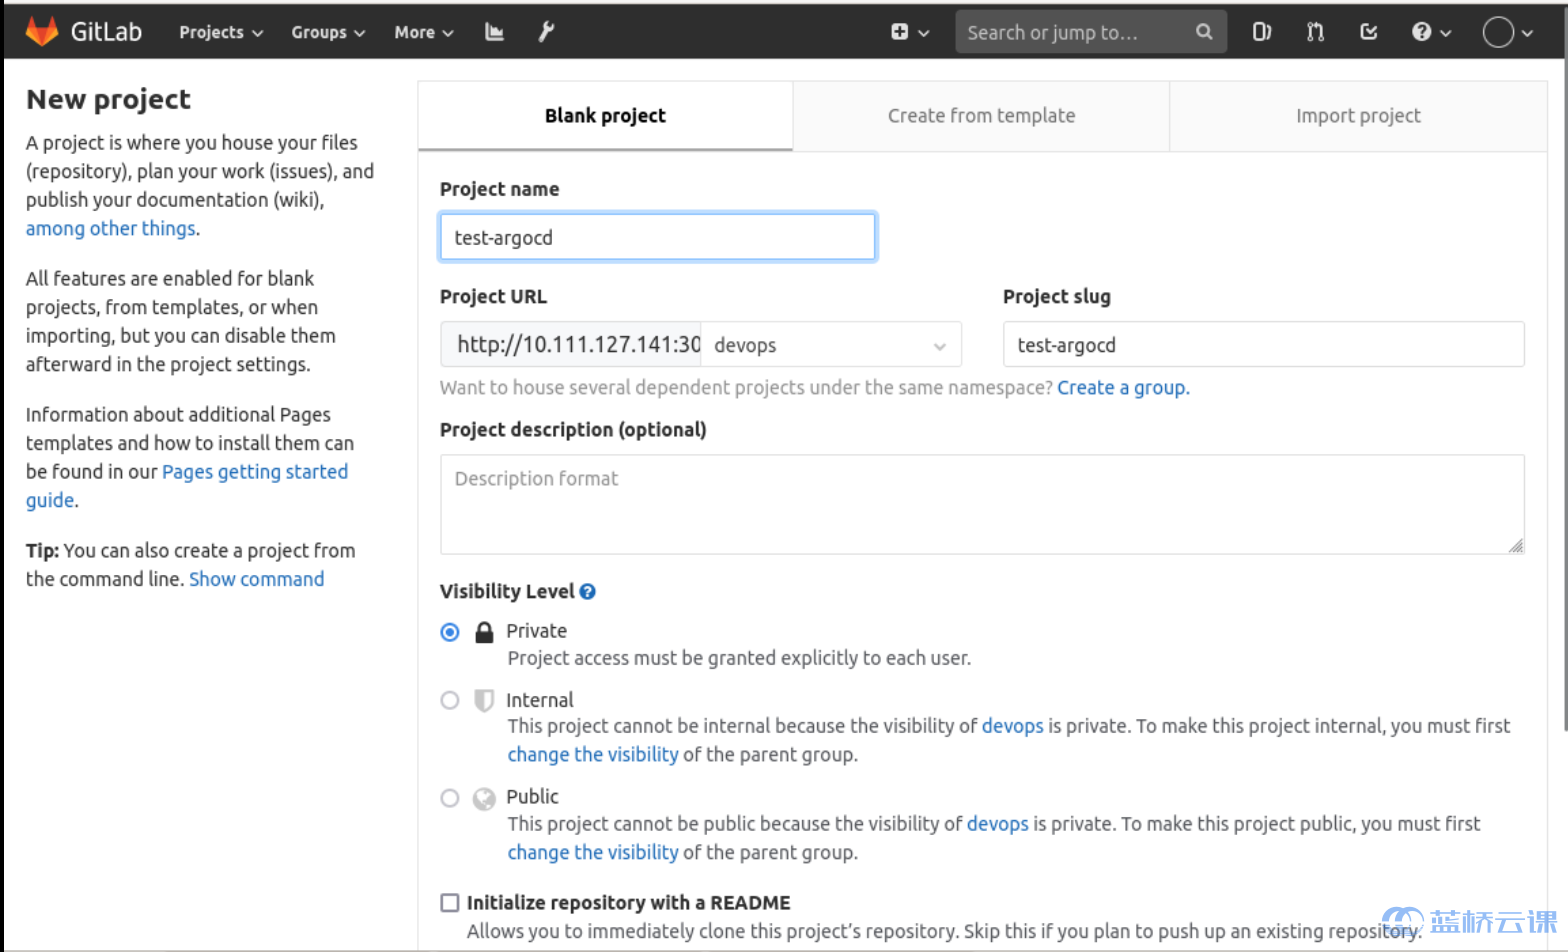 GitLab Projects Groups More Search or jump to...
New project
A project is where you house your files
(repository), plan your work (issues), and
publish your documentation (wiki),
among other things.
All features are enabled for blank
projects, from templates, or when
importing, but you can disable them
afterward in the project settings.
Information about additional Pages
templates and how to install them can
be found in our Pages getting started
guide.
Tip: You can also create a project from
the command line. Show command
Blank project Create from template Import project
Project name
test-argocd
Project URL Project slug
http://10.111.127.141:30 devops test-argocd
Want to house several dependent projects under the same namespace? Create a group.
Project description (optional)
Description format
Visibility Level
Private
Project access must be granted explicitly to each user.
Internal
This project cannot be internal because the visibility of devops is private. To make this project internal, you must first
change the visibility of the parent group.
Public
This project cannot be public because the visibility of devops is private. To make this project public, you must first
change the visibility of the parent group.
Initialize repository with a README
Allows you to immediately clone this project's repository. Skip this if you plan to push up an existing repository.
蓝桥云课